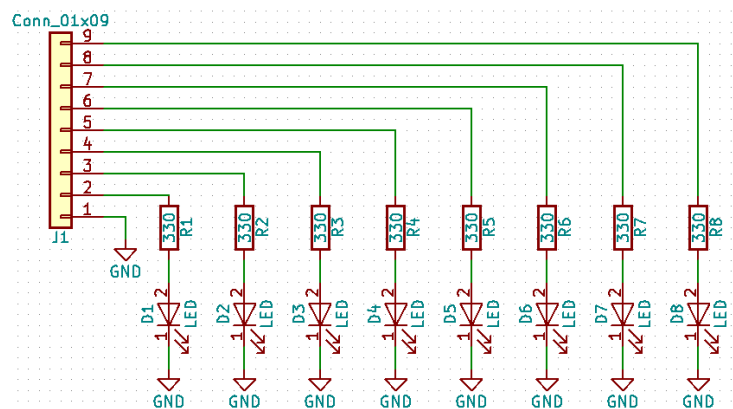 Conn_01x09
9
8
7
6
5
4
3
2
1
J1
GND
330 R1
330 R2
330 R3
330 R4
330 R5
330 R6
330 R7
330 R8
D1 2 1 LED
D2 2 1 LED
D3 2 1 LED
D4 2 1 LED
D5 2 1 LED
D6 2 1 LED
D7 2 1 LED
D8 2 1 LED
GND GND GND GND GND GND GND GND